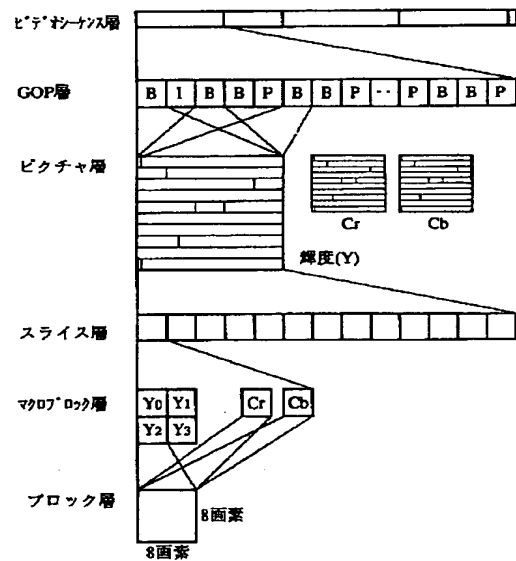 ビデオシーケンス層
GOP層 B I B B P B B P ·· P B B P
ピクチャ層
Cr Cb
輝度(Y)
スライス層
マクロブロック層 Y0 Y1 Cr Cb
Y2 Y3
ブロック層
8画素
8画素